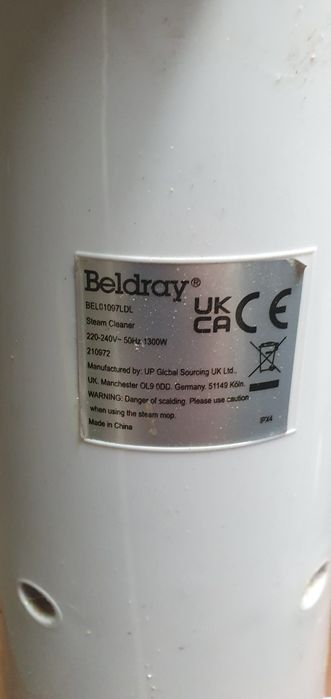 Beldray®
BEL01097LDL
Steam Cleaner
220-240V~ 50Hz 1300W
210972
UK
CA CE
Manufactured by: UP Global Sourcing UK Ltd.,
UK. Manchester OL9 0DD. Germany. 51149 Köln.
WARNING: Danger of scalding. Please use caution
when using the steam mop.
Made in China
IPX4